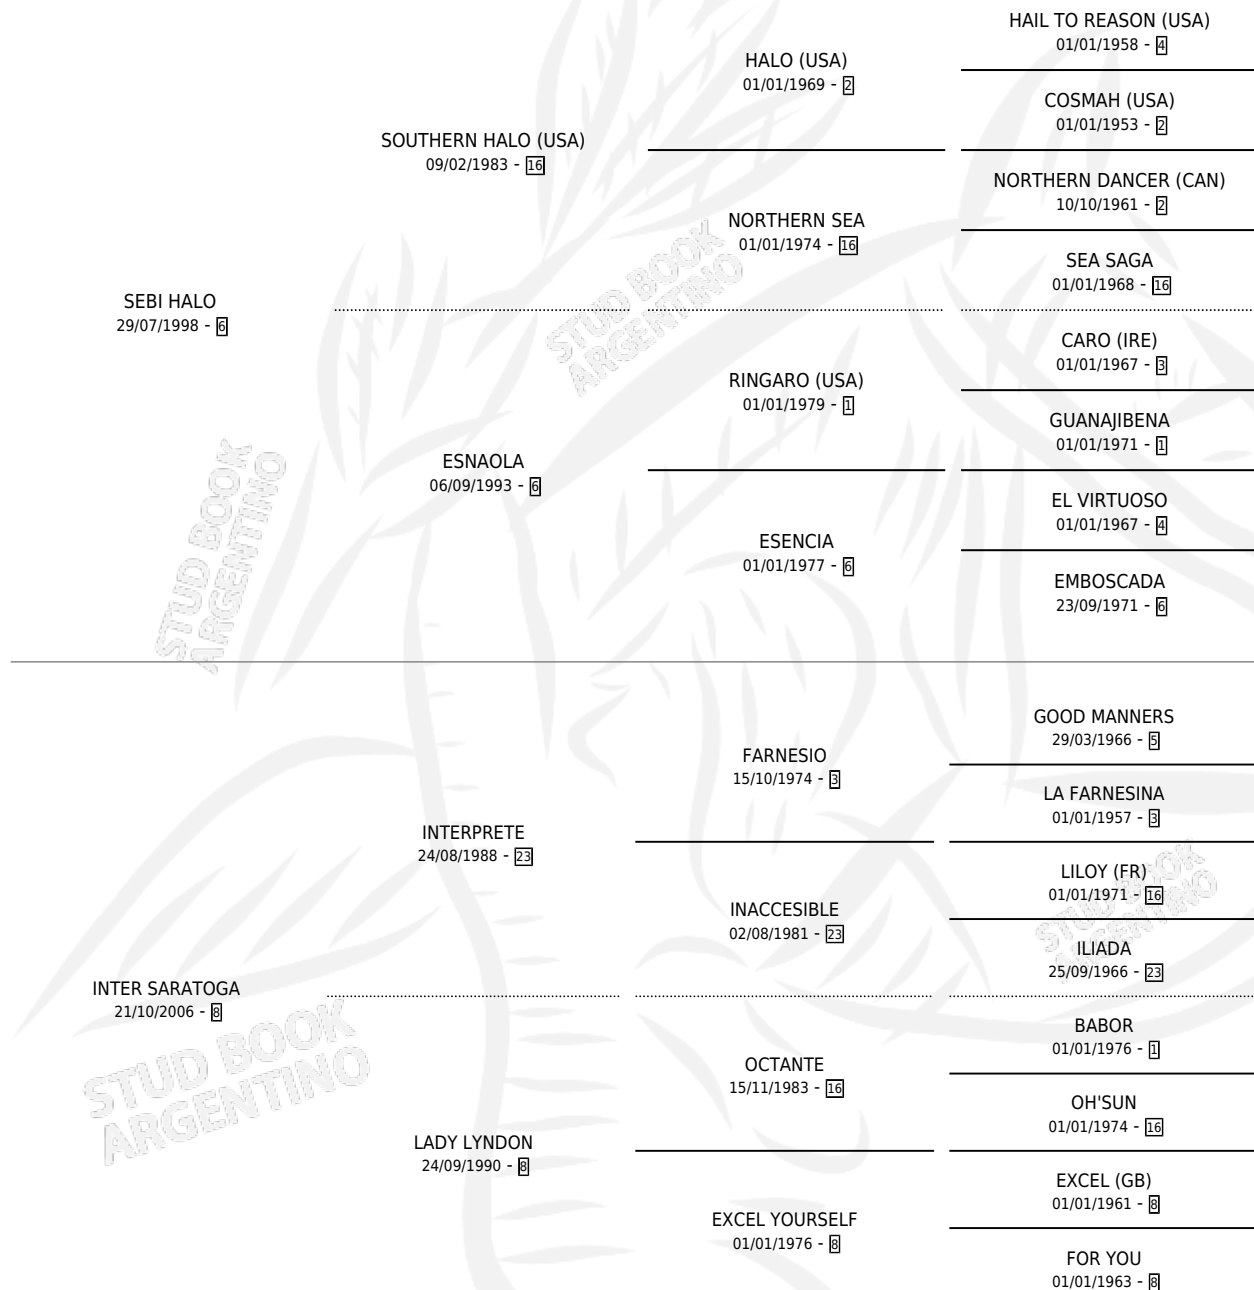 HAIL TO REASON (USA)
01/01/1958 - 4
HALO (USA)
01/01/1969 - 2
COSMAH (USA)
01/01/1953 - 2
SOUTHERN HALO (USA)
09/02/1983 - 16
NORTHERN DANCER (CAN)
10/10/1961 - 2
NORTHERN SEA
01/01/1974 - 16
SEA SAGA
01/01/1968 - 16
SEBI HALO
29/07/1998 - 6
STUD BOOK
ARGENTINO
CARO (IRE)
01/01/1967 - 3
RINGARO (USA)
01/01/1979 - 1
GUANAJIBENA
01/01/1971 - 1
ESNAOLA
06/09/1993 - 6
EL VIRTUOSO
01/01/1967 - 4
ESENCIA
01/01/1977 - 6
EMBOSCADA
23/09/1971 - 6
STUD BOOK
ARGENTINO
GOOD MANNERS
29/03/1966 - 5
FARNESIO
15/10/1974 - 3
LA FARNESINA
01/01/1957 - 3
INTERPRETE
24/08/1988 - 23
LILOY (FR)
01/01/1971 - 16
INACCESIBLE
02/08/1981 - 23
STUD BOOK
ARGENTINO
ILIADA
25/09/1966 - 23
INTER SARATOGA
21/10/2006 - 8
STUD BOOK
ARGENTINO
BABOR
01/01/1976 - 1
OCTANTE
15/11/1983 - 16
OH'SUN
01/01/1974 - 16
LADY LYNDON
24/09/1990 - 8
EXCEL (GB)
01/01/1961 - 8
EXCEL YOURSELF
01/01/1976 - 8
FOR YOU
01/01/1963 - 8